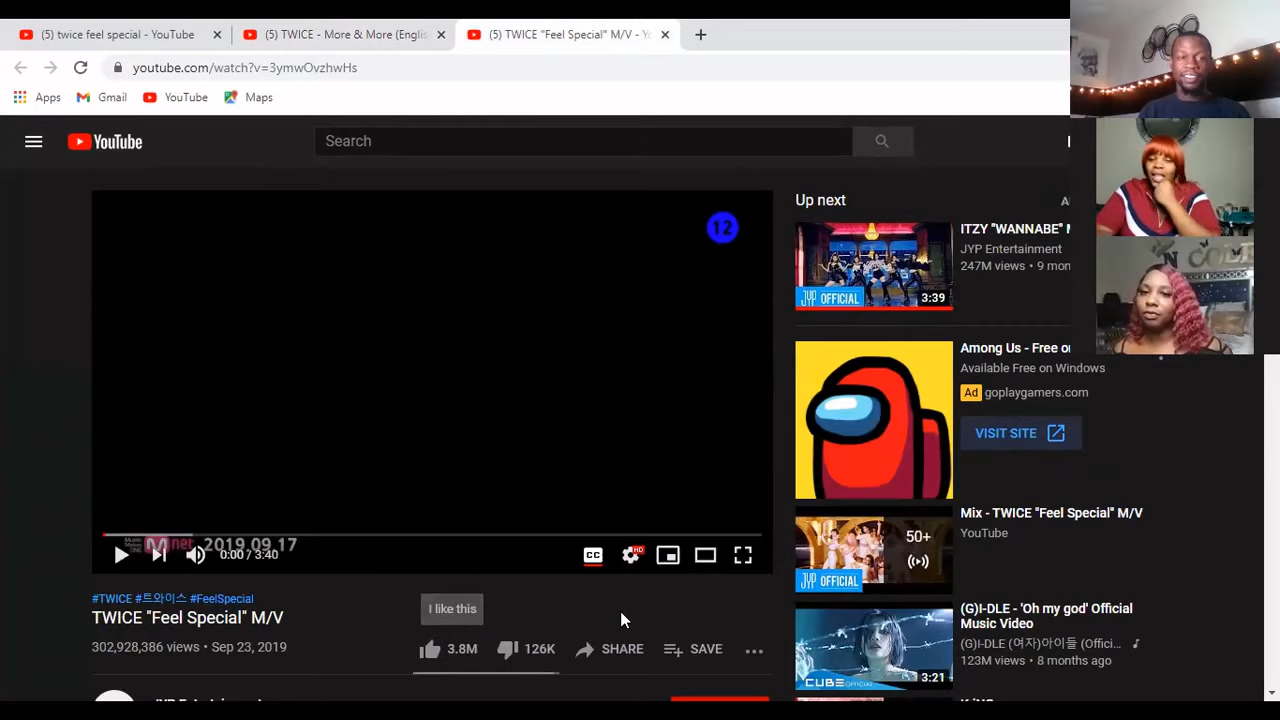 (5) twice feel special - YouTube
(5) TWICE - More & More (Englis
(5) TWICE "Feel Special" M/V - Yo
youtube.com/watch?v=3ymwOvzhwHs
Apps
Gmail
YouTube
Maps
YouTube
Search
12
Mnet 2019.09.17
0:00 / 3:40
CC
HD
#TWICE #트와이스 #FeelSpecial
TWICE "Feel Special" M/V
302,928,386 views • Sep 23, 2019
I like this
3.8M
126K
SHARE
SAVE
Up next
ITZY "WANNABE"
JYP Entertainment
247M views • 9 mon
JYP OFFICIAL
3:39
Among Us - Free
Available Free on Windows
Ad goplaygamers.com
VISIT SITE
Mix - TWICE "Feel Special" M/V
YouTube
50+
JYP OFFICIAL
(G)I-DLE - 'Oh my god' Official
Music Video
(G)I-DLE (여자)아이들 (Offici...
123M views • 8 months ago
CUBE OFFICIAL
3:21